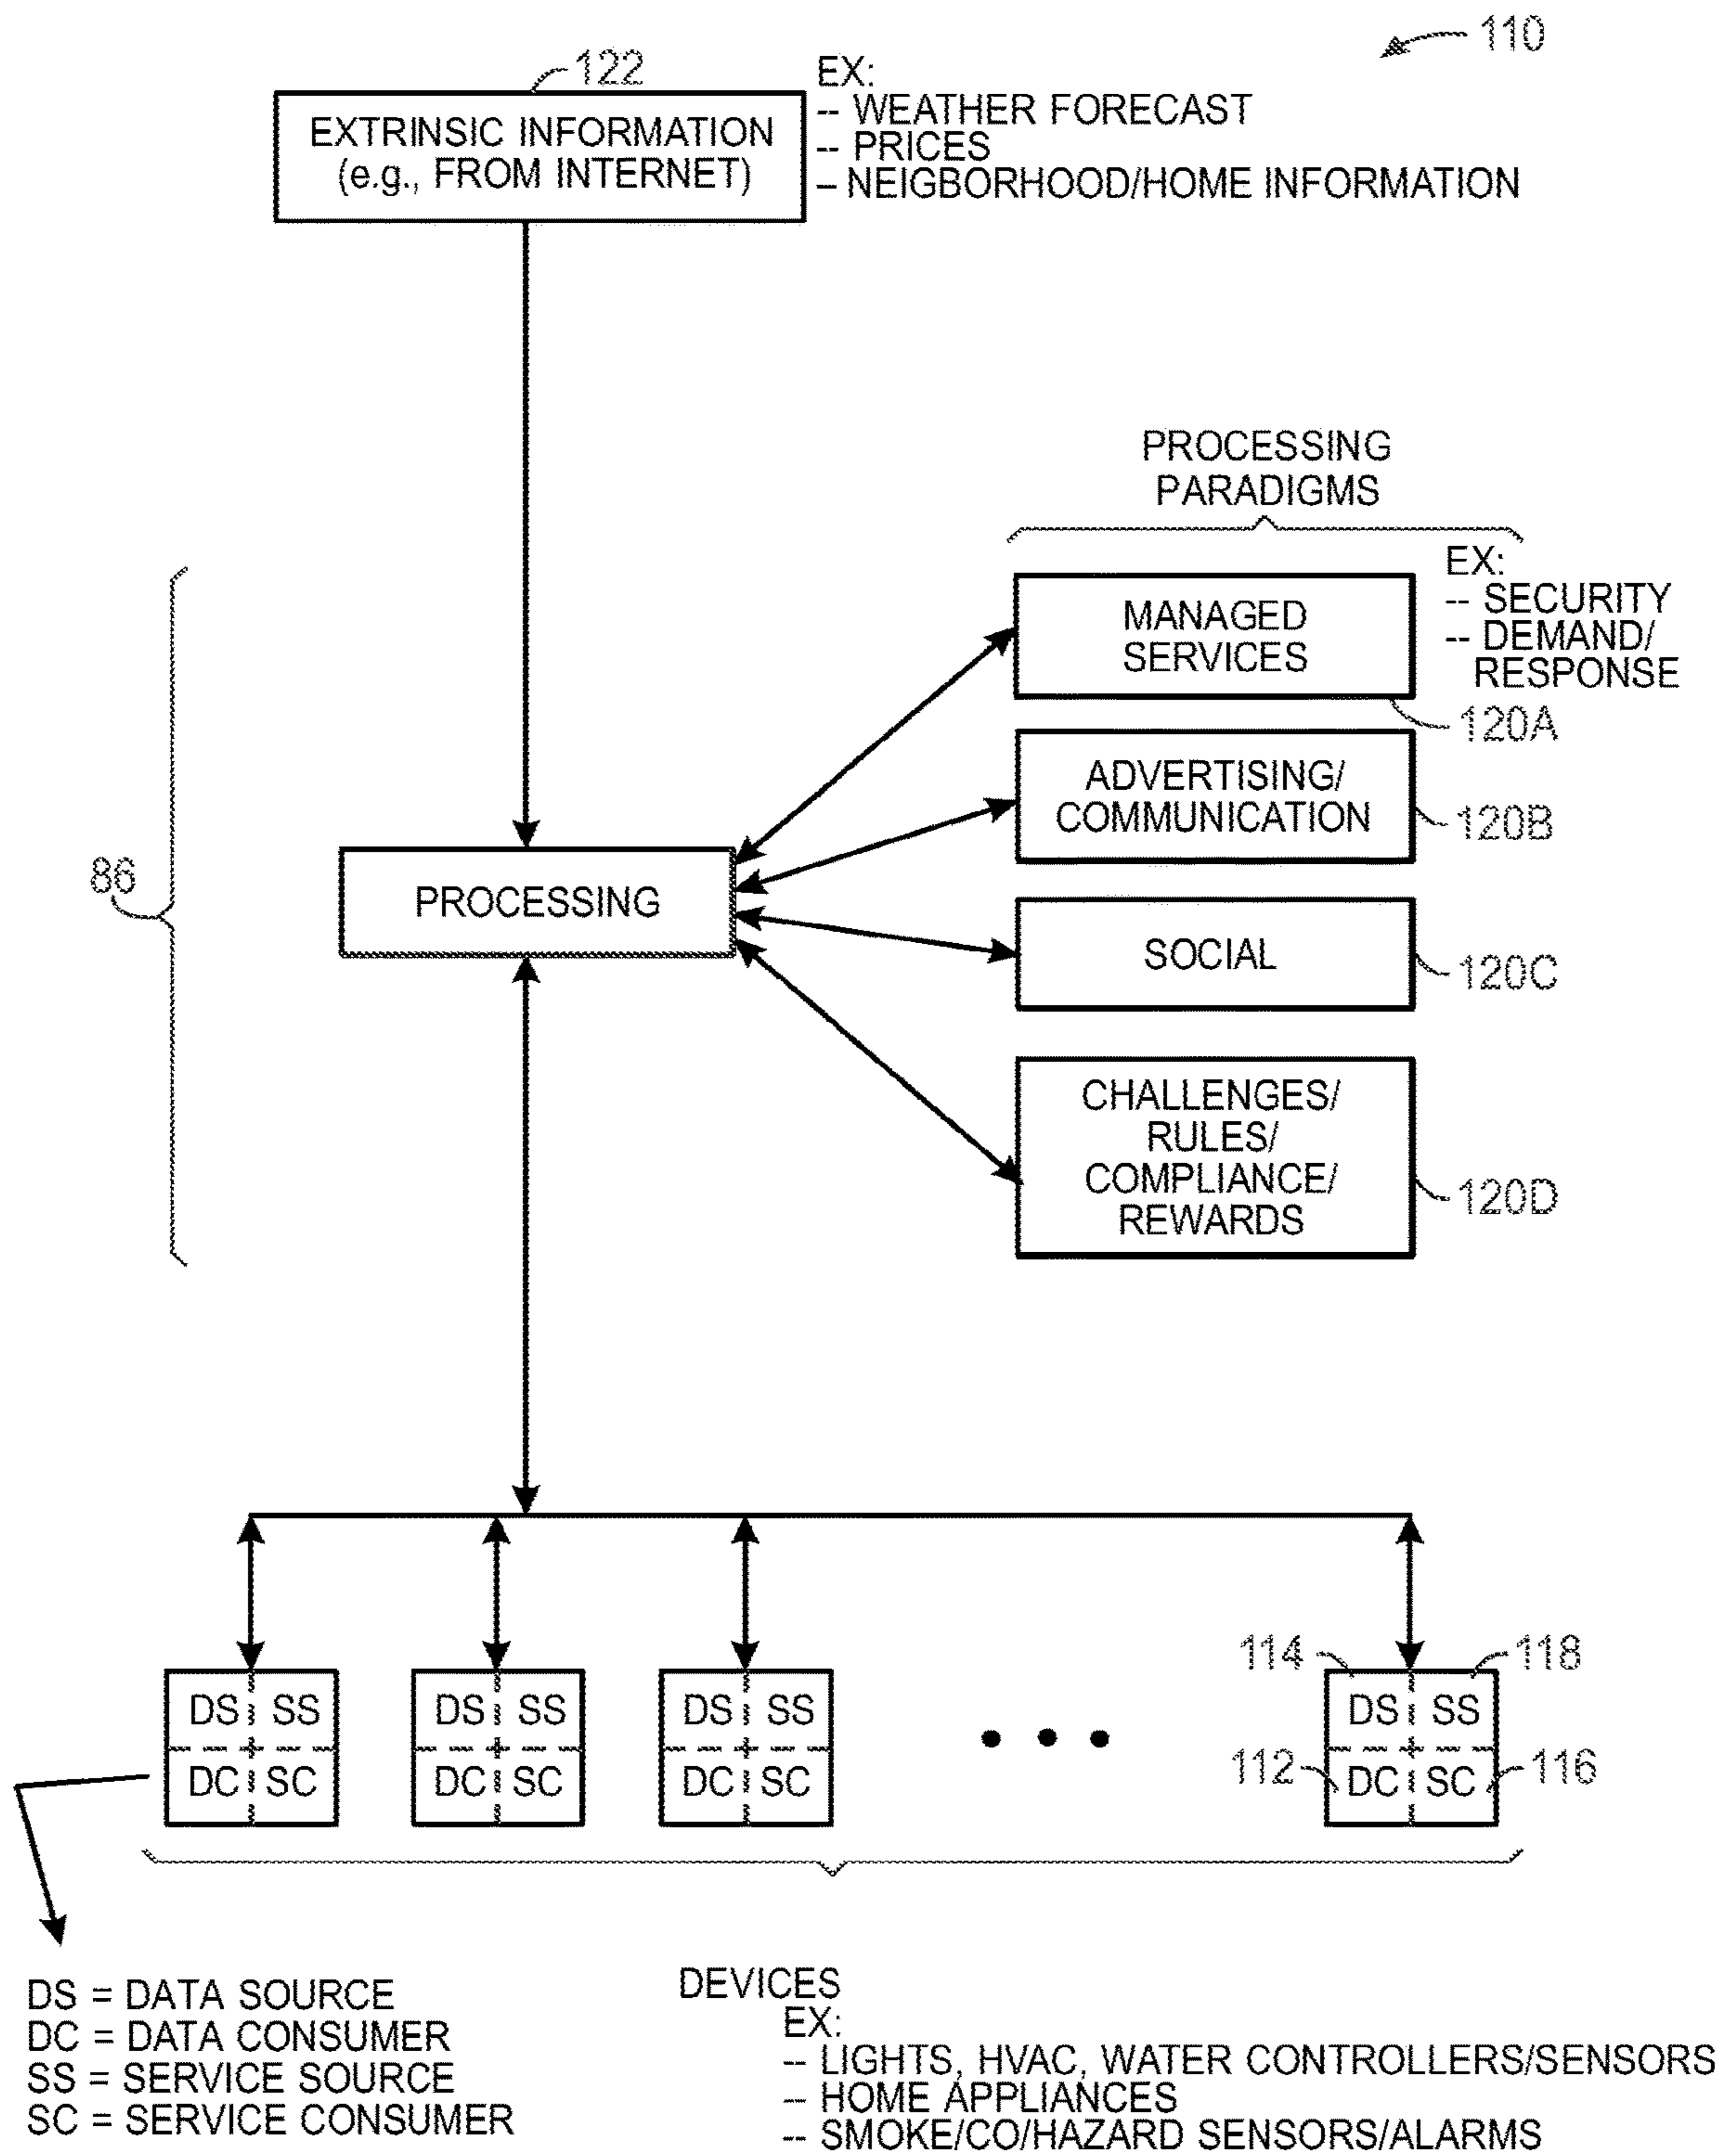 110
122
EXTRINSIC INFORMATION
(e.g., FROM INTERNET)
EX:
-- WEATHER FORECAST
-- PRICES
– NEIGBORHOOD/HOME INFORMATION
PROCESSING
PARADIGMS
MANAGED
SERVICES
EX:
-- SECURITY
-- DEMAND/
RESPONSE
120A
ADVERTISING/
COMMUNICATION
120B
86
PROCESSING
SOCIAL
120C
CHALLENGES/
RULES/
COMPLIANCE/
REWARDS
120D
114
118
DS SS
DC SC
DS SS
DC SC
DS SS
DC SC
DS SS
112
DC SC
116
DS = DATA SOURCE
DC = DATA CONSUMER
SS = SERVICE SOURCE
SC = SERVICE CONSUMER
DEVICES
EX:
-- LIGHTS, HVAC, WATER CONTROLLERS/SENSORS
-- HOME APPLIANCES
-- SMOKE/CO/HAZARD SENSORS/ALARMS